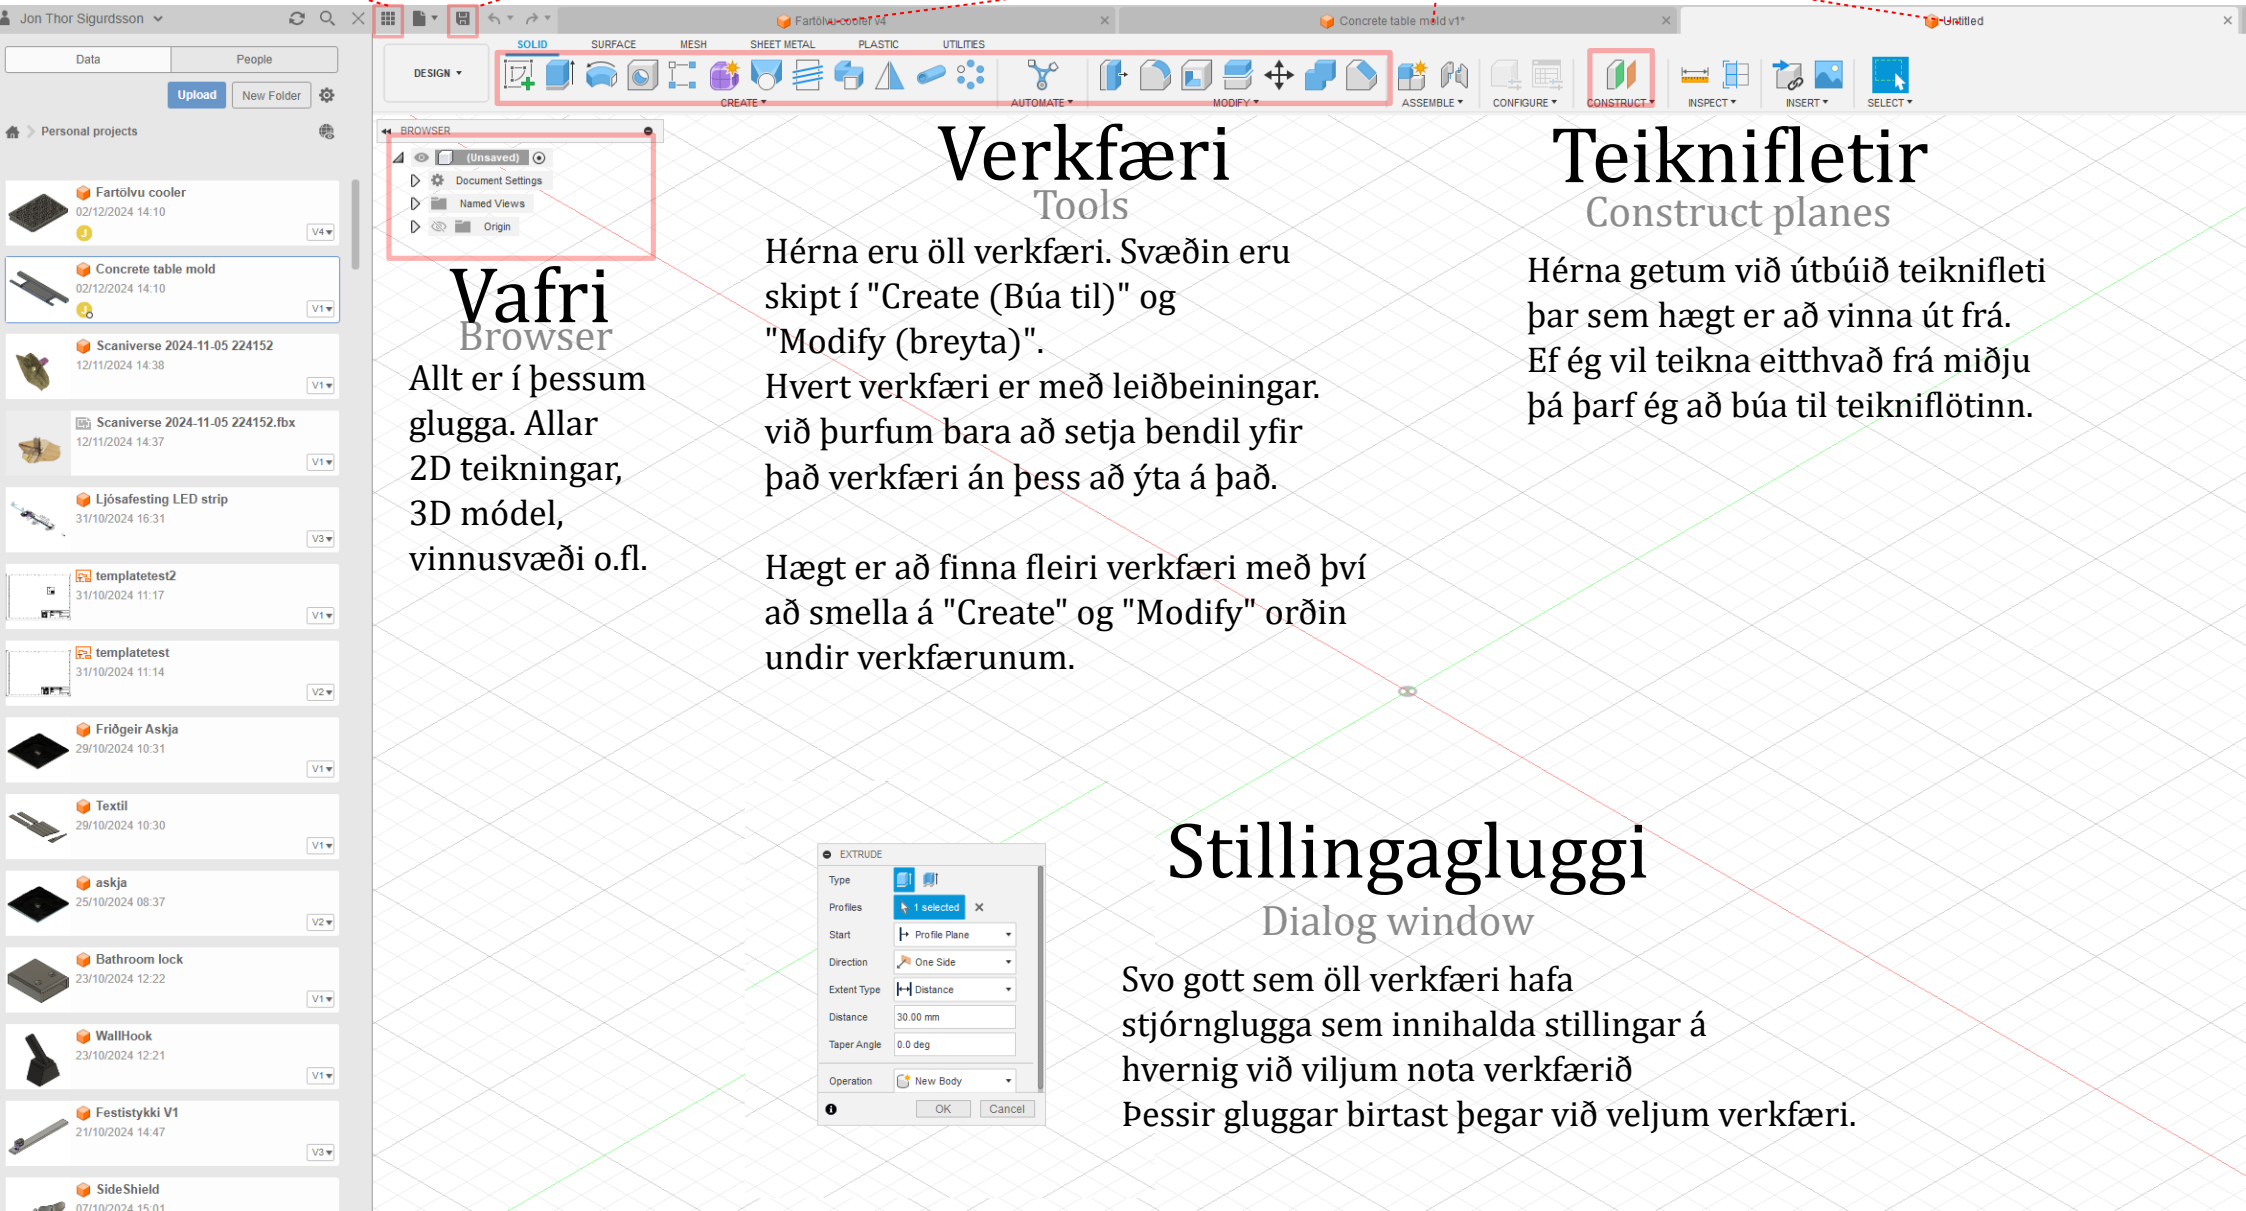 Jon Thor Sigurdsson
Fartölvu cooler v4
Concrete table mold v1*
Untitled
Data
People
Upload
New Folder
Personal projects
DESIGN
SOLID
SURFACE
MESH
SHEET METAL
PLASTIC
UTILITIES
CREATE
AUTOMATE
MODIFY
ASSEMBLE
CONFIGURE
CONSTRUCT
INSPECT
INSERT
SELECT
Fartölvu cooler
02/12/2024 14:10
J
V4
Concrete table mold
02/12/2024 14:10
J
V1
Scaniverse 2024-11-05 224152
12/11/2024 14:38
V1
Scaniverse 2024-11-05 224152.fbx
12/11/2024 14:37
V1
Ljósafesting LED strip
31/10/2024 16:31
V3
templatetest2
31/10/2024 11:17
V1
templatetest
31/10/2024 11:14
V2
Friðgeir Askja
29/10/2024 10:31
V1
Textil
29/10/2024 10:30
V1
askja
25/10/2024 08:37
V2
Bathroom lock
23/10/2024 12:22
V1
WallHook
23/10/2024 12:21
V1
Festistykki V1
21/10/2024 14:47
V3
SideShield
07/10/2024 15:01
BROWSER
(Unsaved)
Document Settings
Named Views
Origin
Vafri
Browser
Allt er í þessum
glugga. Allar
2D teikningar,
3D módel,
vinnusvæði o.fl.
Verkfæri
Tools
Hérna eru öll verkfæri. Svæðin eru
skipt í "Create (Búa til)" og
"Modify (breyta)".
Hvert verkfæri er með leiðbeiningar.
við þurfum bara að setja bendil yfir
það verkfæri án þess að ýta á það.
Hægt er að finna fleiri verkfæri með því
að smella á "Create" og "Modify" orðin
undir verkfærunum.
Teiknifletir
Construct planes
Hérna getum við útbúið teiknifleti
þar sem hægt er að vinna út frá.
Ef ég vil teikna eitthvað frá miðju
þá þarf ég að búa til teikniflötinn.
EXTRUDE
Type
Profiles
1 selected
Start
Profile Plane
Direction
One Side
Extent Type
Distance
Distance
30.00 mm
Taper Angle
0.0 deg
Operation
New Body
OK
Cancel
Stillingagluggi
Dialog window
Svo gott sem öll verkfæri hafa
stjórnglugga sem innihalda stillingar á
hvernig við viljum nota verkfærið
Þessir gluggar birtast þegar við veljum verkfæri.